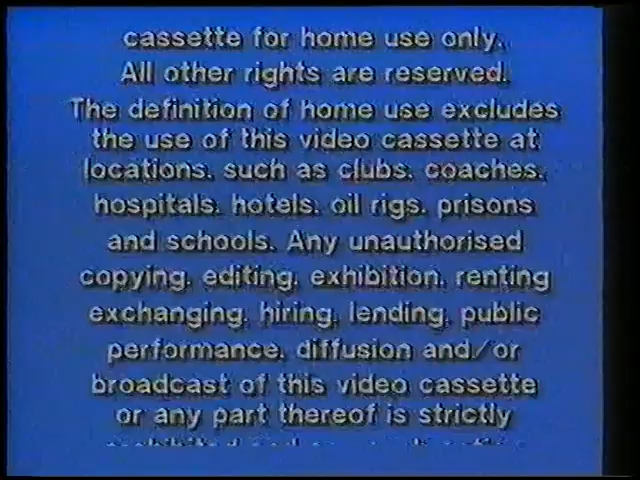 cassette for home use only.
All other rights are reserved.
The definition of home use excludes
the use of this video cassette at
locations, such as clubs, coaches,
hospitals, hotels, oil rigs, prisons
and schools. Any unauthorised
copying, editing, exhibition, renting
exchanging, hiring, lending, public
performance, diffusion and/or
broadcast of this video cassette
or any part thereof is strictly